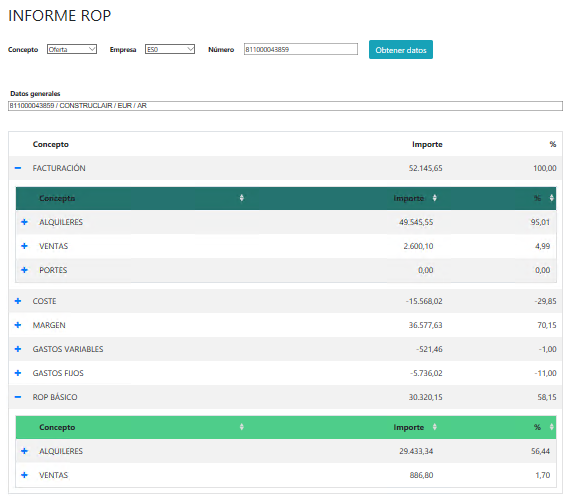 INFORME ROP
Concepto Oferta Empresa ES0 Número 811000043859 Obtener datos
Datos generales
811000043859 / CONSTRUCLAIR / EUR / AR
Concepto Importe %
FACTURACIÓN 52.145,65 100,00
Concepto Importe %
ALQUILERES 49.545,55 95,01
VENTAS 2.600,10 4,99
PORTES 0,00 0,00
COSTE -15.568,02 -29,85
MARGEN 36.577,63 70,15
GASTOS VARIABLES -521,46 -1,00
GASTOS FIJOS -5.736,02 -11,00
ROP BÁSICO 30.320,15 58,15
Concepto Importe %
ALQUILERES 29.433,34 56,44
VENTAS 886,80 1,70